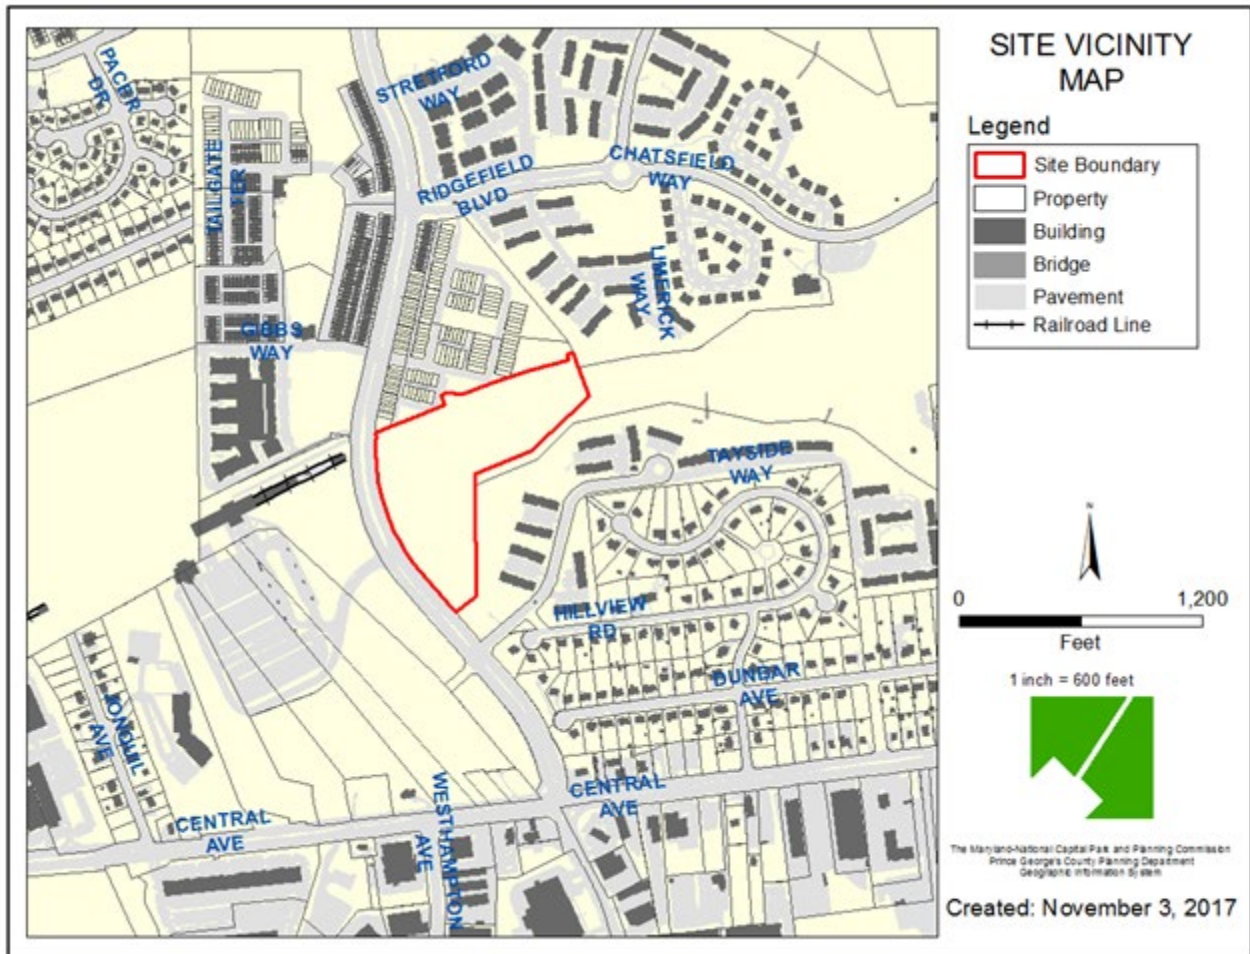 PACER
DR
STRETFORD
WAY
TAILGATE
TER
RIDGEFIELD
BLVD
CHATSFIELD
WAY
LIMERICK
WAY
GIBBS
WAY
TAYSIDE
WAY
HILLVIEW
RD
DUNBAR
AVE
JONQUIL
AVE
CENTRAL
AVE
WESTHAMPTON
AVE
CENTRAL
AVE
SITE VICINITY
MAP
Legend
Site Boundary
Property
Building
Bridge
Pavement
Railroad Line
N
0 1,200
Feet
1 inch = 600 feet
The Maryland-National Capital Park and Planning Commission
Prince George's County Planning Department
Geographic Information System
Created: November 3, 2017